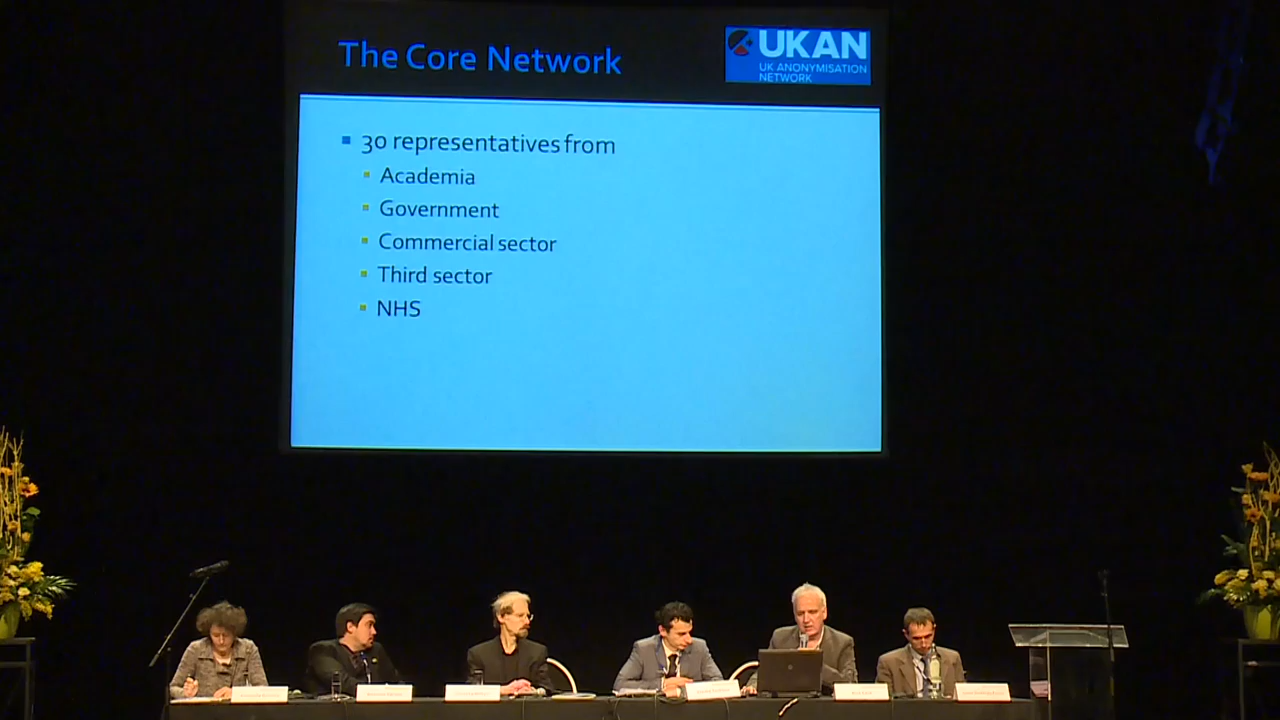 The Core Network
UKAN
UK ANONYMISATION
NETWORK
30 representatives from
Academia
Government
Commercial sector
Third sector
NHS